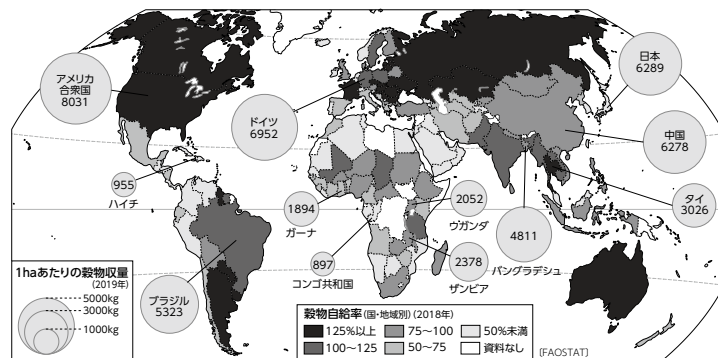 アメリカ
合衆国
8031
ドイツ
6952
日本
6289
中国
6278
955
ハイチ
1894
ガーナ
2052
ウガンダ
4811
バングラデシュ
タイ
3026
897
コンゴ共和国
2378
ザンビア
ブラジル
5323
1haあたりの穀物収量
(2019年)
5000kg
3000kg
1000kg
穀物自給率(国・地域別)(2018年)
125%以上
75〜100
50%未満
100〜125
50〜75
資料なし
〔FAOSTAT〕